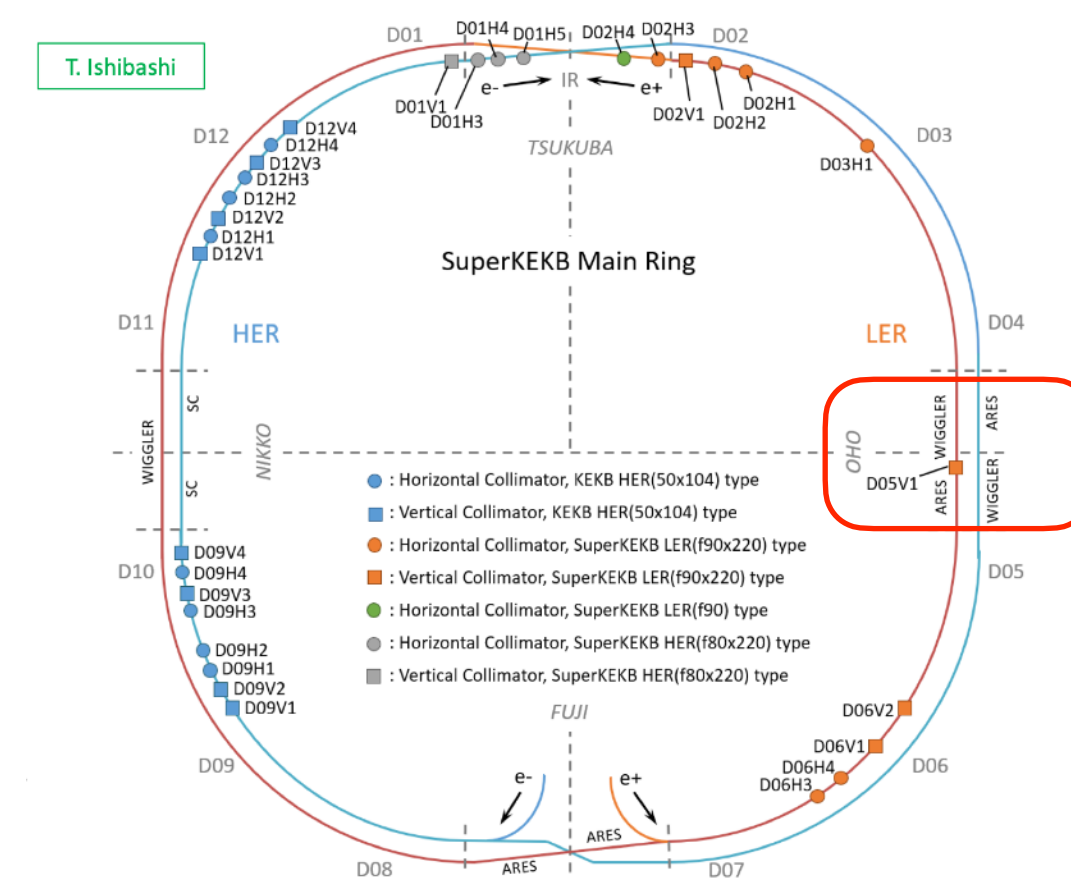 T. Ishibashi
D01
D01H4
D01H5
D02H4
D02H3
D02
D01V1
D01H3
e-
IR
e+
D02V1
D02H2
D02H1
TSUKUBA
D12
D12V4
D12H4
D12V3
D12H3
D12H2
D12V2
D12H1
D12V1
D03
D03H1
SuperKEKB Main Ring
D11
HER
LER
D04
WIGGLER
SC
SC
NIKKO
OHO
WIGGLER
ARES
D05V1
ARES
WIGGLER
: Horizontal Collimator, KEKB HER(50x104) type
: Vertical Collimator, KEKB HER(50x104) type
: Horizontal Collimator, SuperKEKB LER(f90x220) type
: Vertical Collimator, SuperKEKB LER(f90x220) type
: Horizontal Collimator, SuperKEKB LER(f90) type
: Horizontal Collimator, SuperKEKB HER(f80x220) type
: Vertical Collimator, SuperKEKB HER(f80x220) type
D10
D09V4
D09H4
D09V3
D09H3
D09H2
D09H1
D09V2
D09V1
D05
FUJI
D06V2
D06V1
D06H4
D06H3
D06
D09
e-
e+
ARES
ARES
D08
D07